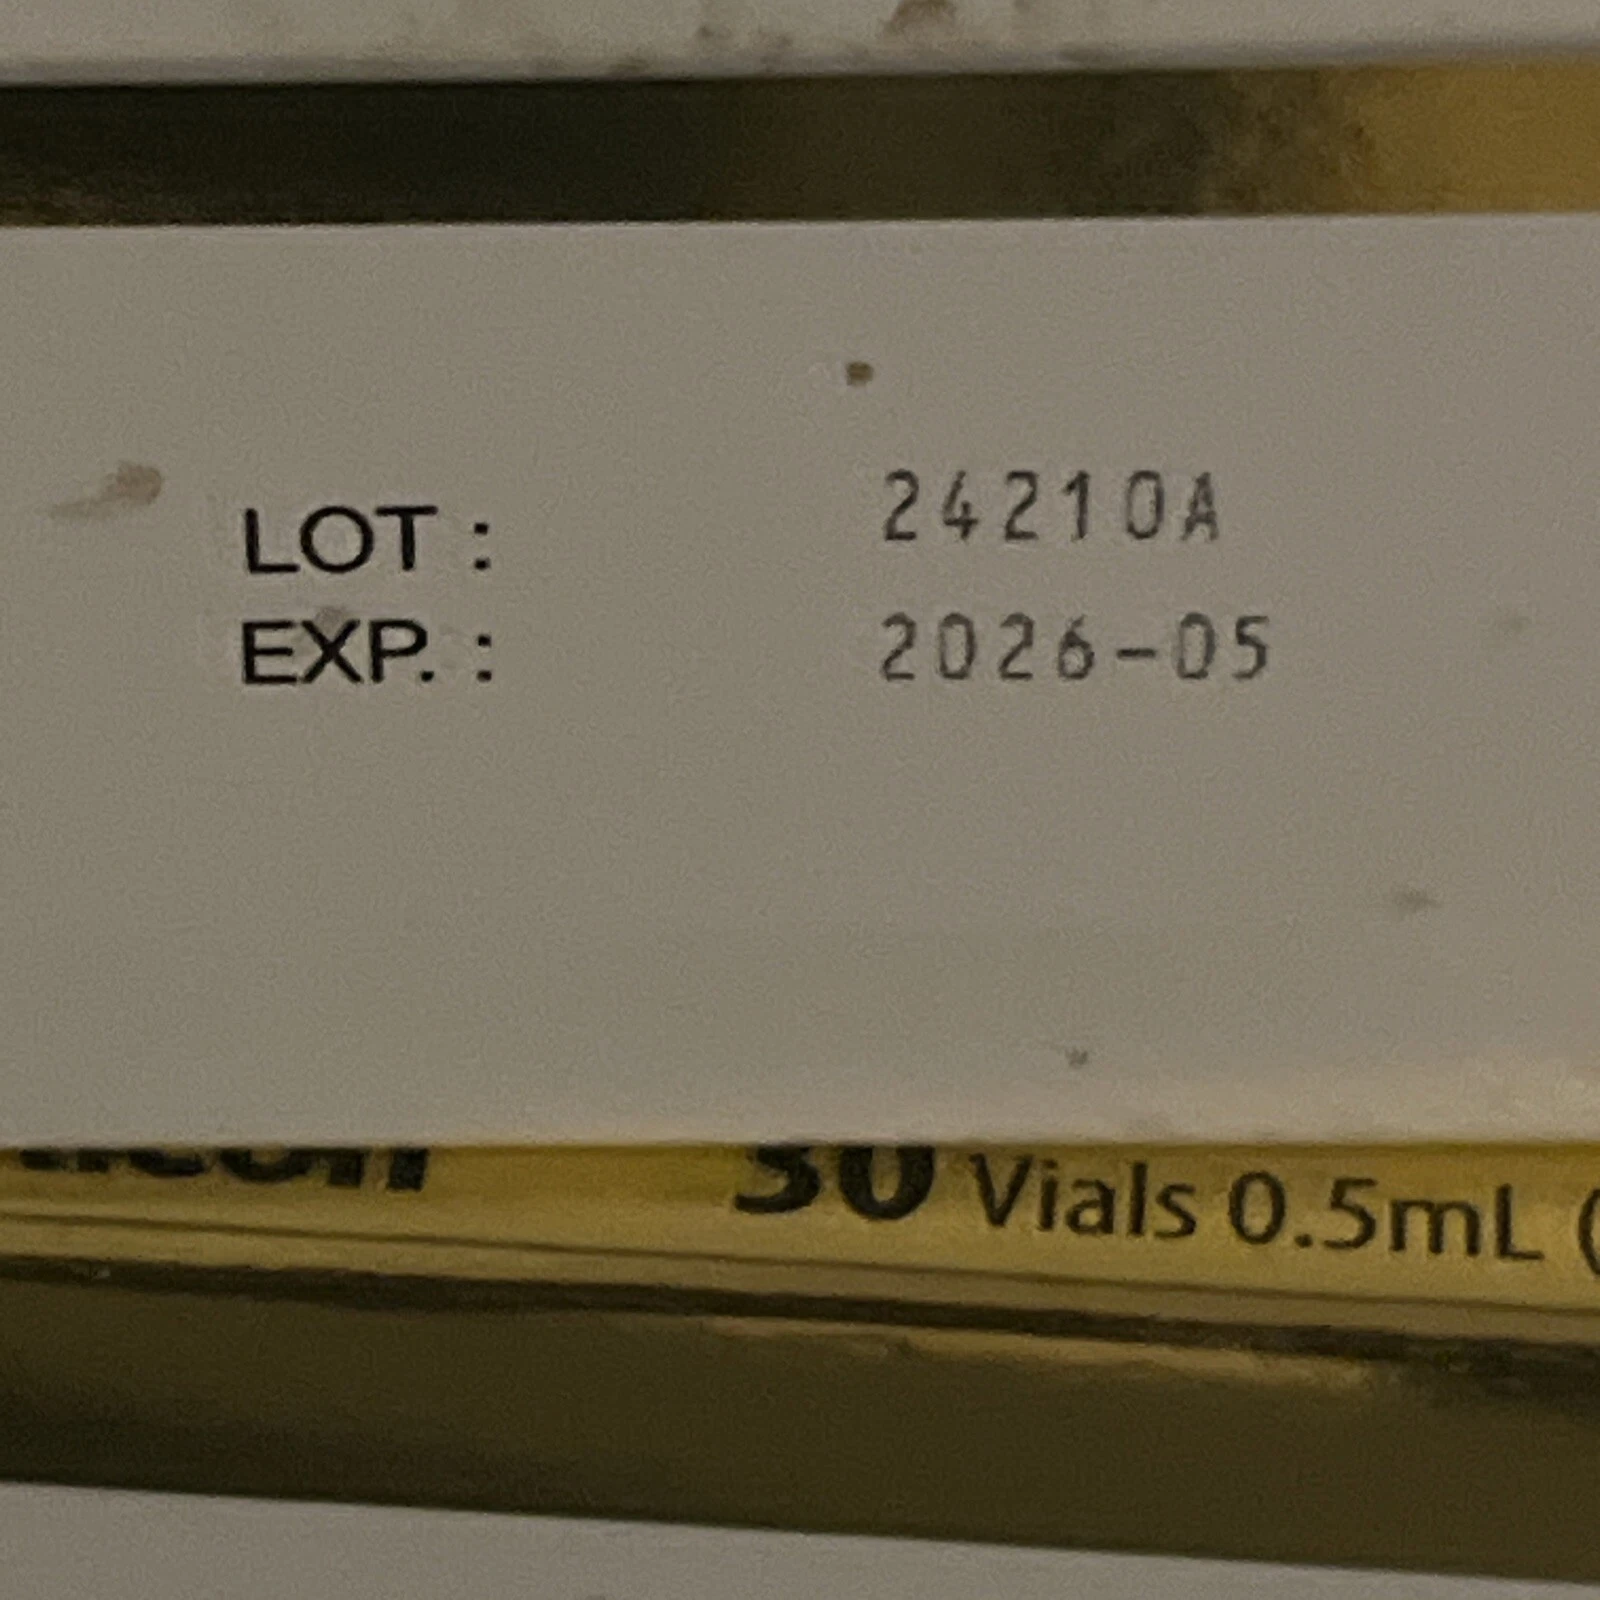 LOT : 24210A
EXP. : 2026-05
30 Vials 0.5mL (